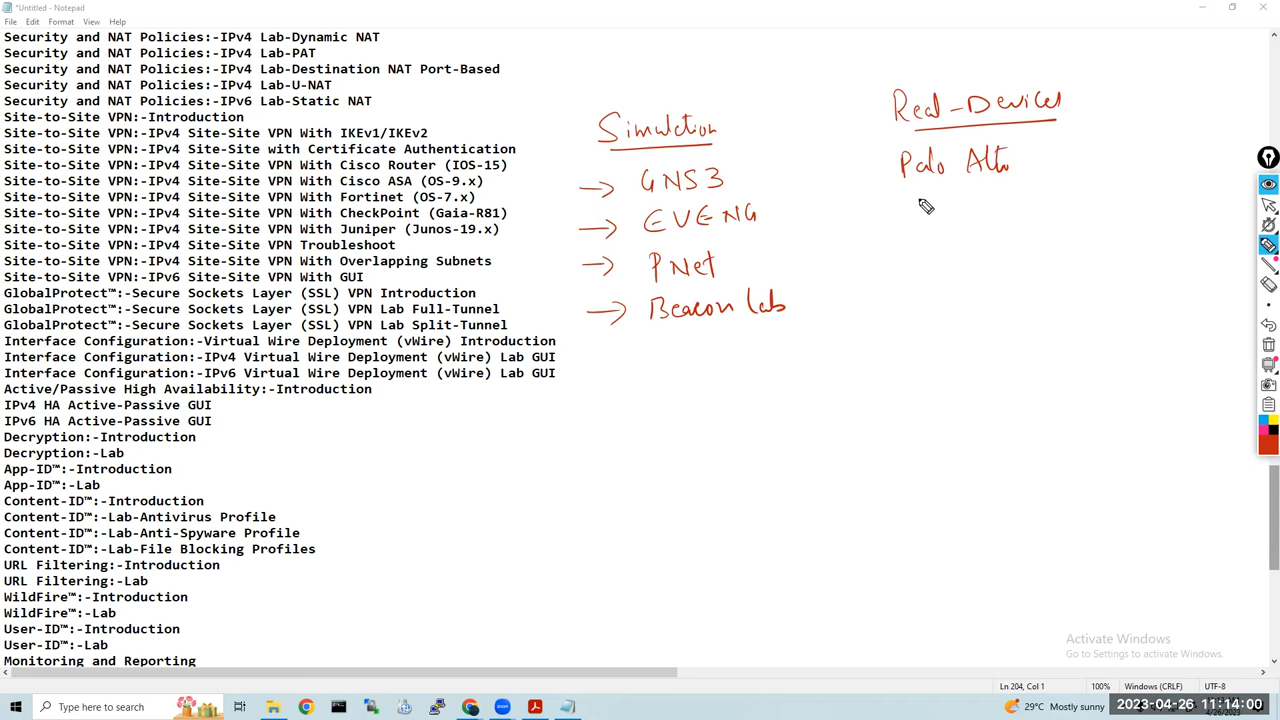 *Untitled - Notepad
File Edit Format View Help
Security and NAT Policies:-IPv4 Lab-Dynamic NAT
Security and NAT Policies:-IPv4 Lab-PAT
Security and NAT Policies:-IPv4 Lab-Destination NAT Port-Based
Security and NAT Policies:-IPv4 Lab-U-NAT
Security and NAT Policies:-IPv6 Lab-Static NAT
Site-to-Site VPN:-Introduction
Site-to-Site VPN:-IPv4 Site-Site VPN With IKEv1/IKEv2
Site-to-Site VPN:-IPv4 Site-Site with Certificate Authentication
Site-to-Site VPN:-IPv4 Site-Site VPN With Cisco Router (IOS-15)
Site-to-Site VPN:-IPv4 Site-Site VPN With Cisco ASA (OS-9.x)
Site-to-Site VPN:-IPv4 Site-Site VPN With Fortinet (OS-7.x)
Site-to-Site VPN:-IPv4 Site-Site VPN With CheckPoint (Gaia-R81)
Site-to-Site VPN:-IPv4 Site-Site VPN With Juniper (Junos-19.x)
Site-to-Site VPN:-IPv4 Site-Site VPN Troubleshoot
Site-to-Site VPN:-IPv4 Site-Site VPN with Overlapping Subnets
Site-to-Site VPN:-IPv6 Site-Site VPN With GUI
GlobalProtect™:-Secure Sockets Layer (SSL) VPN Introduction
GlobalProtect™:-Secure Sockets Layer (SSL) VPN Lab Full-Tunnel
GlobalProtect™:-Secure Sockets Layer (SSL) VPN Lab Split-Tunnel
Interface Configuration:-Virtual Wire Deployment (vWire) Introduction
Interface Configuration:-IPv4 Virtual Wire Deployment (vWire) Lab GUI
Interface Configuration:-IPv6 Virtual Wire Deployment (vWire) Lab GUI
Active/Passive High Availability:-Introduction
IPv4 HA Active-Passive GUI
IPv6 HA Active-Passive GUI
Decryption:-Introduction
Decryption:-Lab
App-ID™:-Introduction
App-ID™:-Lab
Content-ID™:-Introduction
Content-ID™:-Lab-Antivirus Profile
Content-ID™:-Lab-Anti-Spyware Profile
Content-ID™:-Lab-File Blocking Profiles
URL Filtering:-Introduction
URL Filtering:-Lab
WildFire™:-Introduction
WildFire™:-Lab
User-ID™:-Introduction
User-ID™:-Lab
Monitoring and Reporting
Simulction
GNS3
EVENG
PNet
Beacon lab
Real-Devices
Palo Alto
Activate Windows
Go to Settings to activate Windows.
Ln 204, Col 1 100% Windows (CRLF) UTF-8
Type here to search
29°C Mostly sunny
2023-04-26 11:14:00